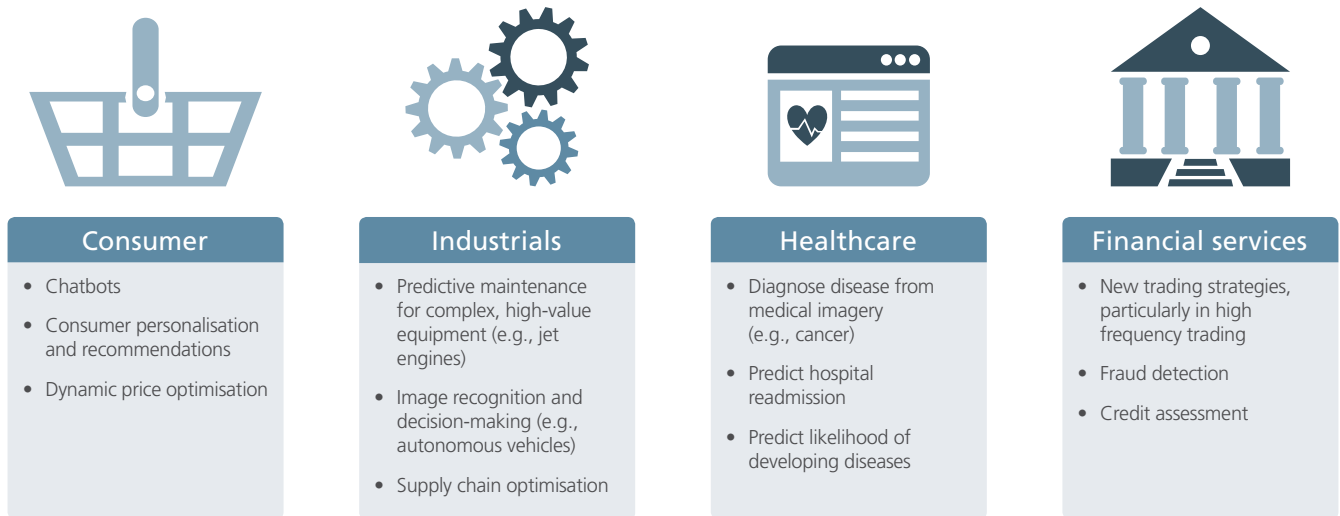 Consumer
• Chatbots
• Consumer personalisation
and recommendations
• Dynamic price optimisation
Industrials
• Predictive maintenance
for complex, high-value
equipment (e.g., jet
engines)
• Image recognition and
decision-making (e.g.,
autonomous vehicles)
• Supply chain optimisation
Healthcare
• Diagnose disease from
medical imagery
(e.g., cancer)
• Predict hospital
readmission
• Predict likelihood of
developing diseases
Financial services
• New trading strategies,
particularly in high
frequency trading
• Fraud detection
• Credit assessment